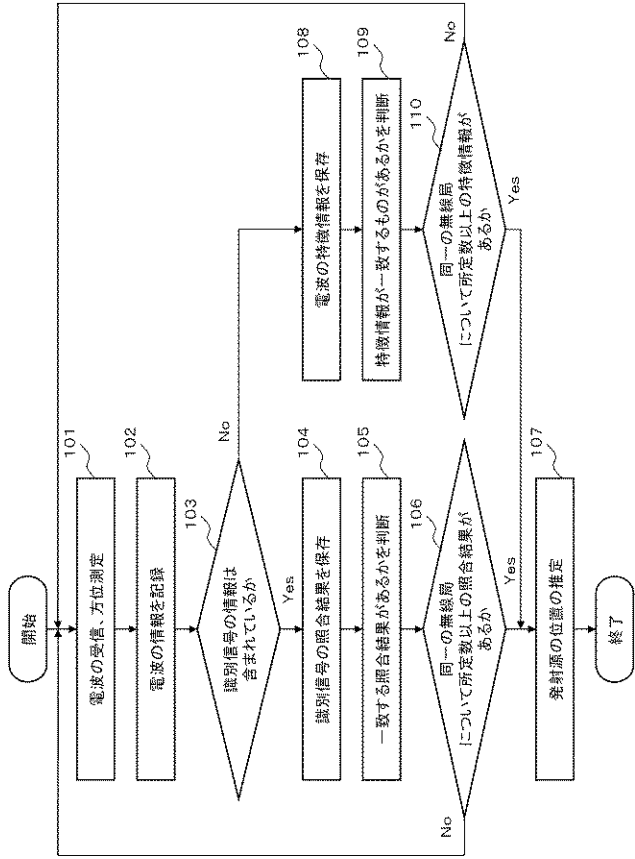 開始
101
電波の受信、方位測定
102
電波の情報を記録
103
識別信号の情報は
含まれているか
No
Yes
104
識別信号の照合結果を保存
105
一致する照合結果があるかを判断
106
同一の無線局
について所定数以上の照合結果が
あるか
No
Yes
107
発射源の位置の推定
終了
108
電波の特徴情報を保存
109
特徴情報が一致するものがあるかを判断
110
同一の無線局
について所定数以上の特徴情報が
あるか
No
Yes